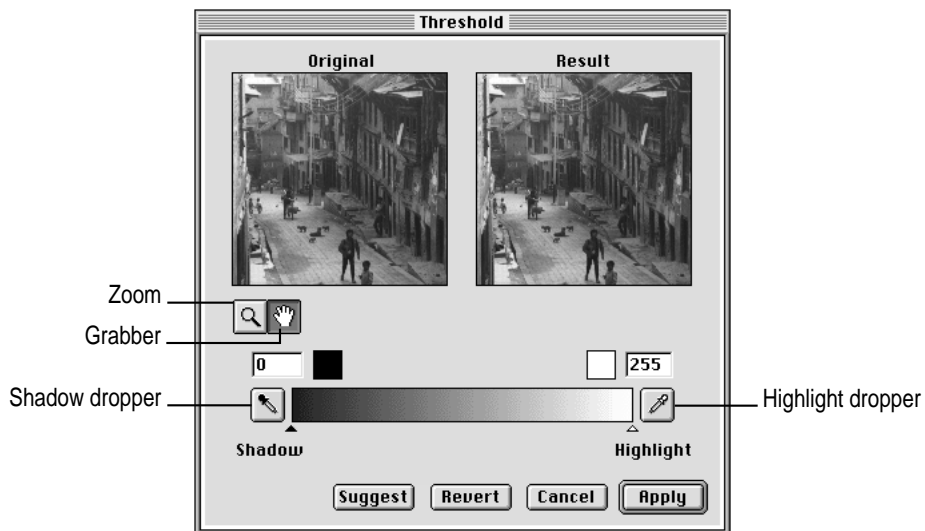 Threshold
Original
Result
Zoom
Grabber
0
255
Shadow dropper
Highlight dropper
Shadow
Highlight
Suggest
Revert
Cancel
Apply